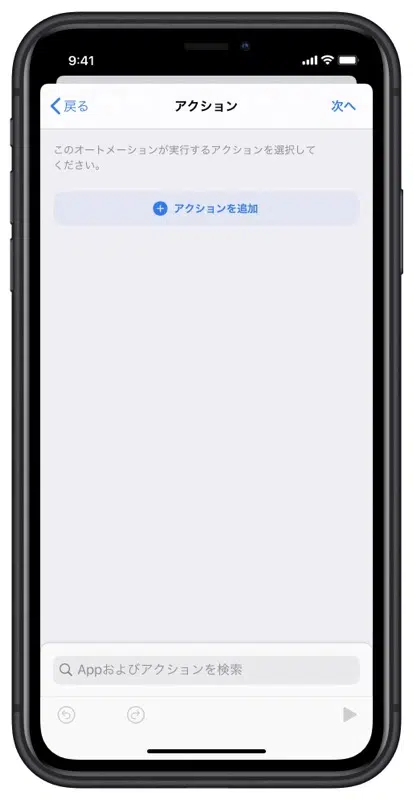 9:41
戻る
アクション
次へ
このオートメーションが実行するアクションを選択して
ください。
アクションを追加
Appおよびアクションを検索